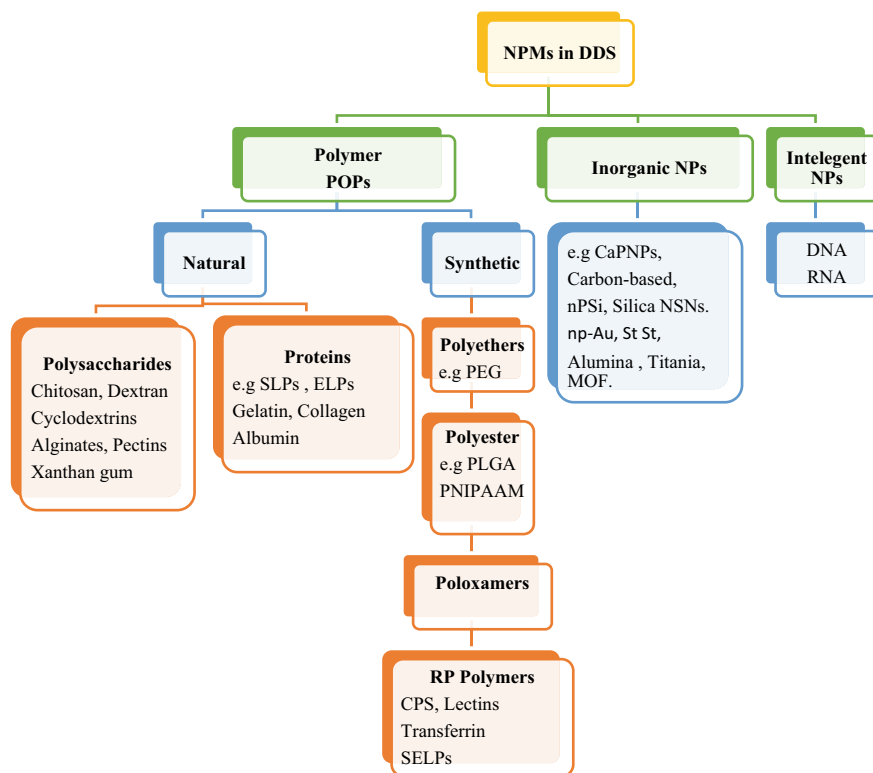 NPMs in DDS
Polymer
POPs
Inorganic NPs
Intelegent
NPs
Natural
Synthetic
e.g CaPNPs,
Carbon-based,
nPSi, Silica NSNs.
np-Au, St St,
Alumina , Titania,
MOF.
DNA
RNA
Polysaccharides
Chitosan, Dextran
Cyclodextrins
Alginates, Pectins
Xanthan gum
Proteins
e.g SLPs , ELPs
Gelatin, Collagen
Albumin
Polyethers
e.g PEG
Polyester
e.g PLGA
PNIPAAM
Poloxamers
RP Polymers
CPS, Lectins
Transferrin
SELPs